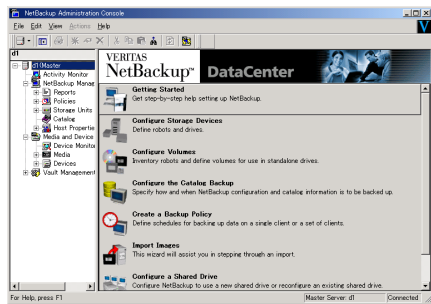 NetBackup Administration Console
File Edit View Actions Help
d1
d1(Master
Activity Monitor
NetBackup Manag
Reports
Policies
Storage Units
Catalog
Host Propertie
Media and Device
Device Monito
Media
Devices
Vault Management
VERITAS
NetBackup™ DataCenter
V
Getting Started
Get step-by-step help setting up NetBackup.
Configure Storage Devices
Define robots and drives.
Configure Volumes
Inventory robots and define volumes for use in standalone drives.
Configure the Catalog Backup
Specify how and when NetBackup configuration and catalog information is to be backed up.
Create a Backup Policy
Define schedules for backing up data on a single client or a set of clients.
Import Images
This wizard will assist you in stepping through an import.
Configure a Shared Drive
Configure NetBackup to use a new shared drive or reconfigure an existing shared drive.
For Help, press F1
Master Server: d1
Connected